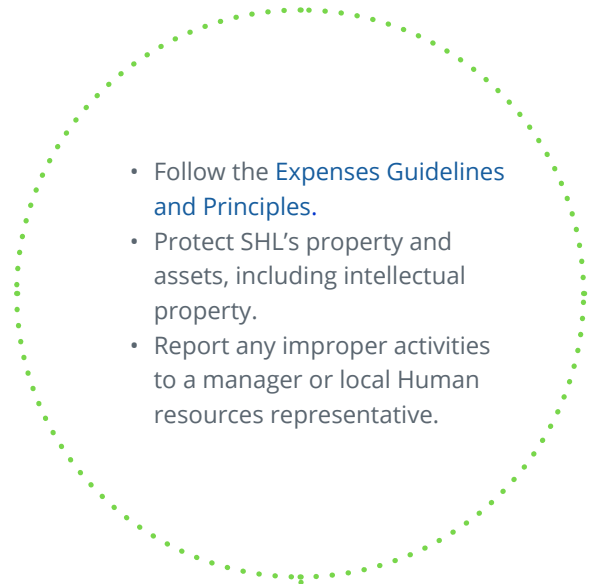 • Follow the Expenses Guidelines
and Principles.
• Protect SHL’s property and
assets, including intellectual
property.
• Report any improper activities
to a manager or local Human
resources representative.